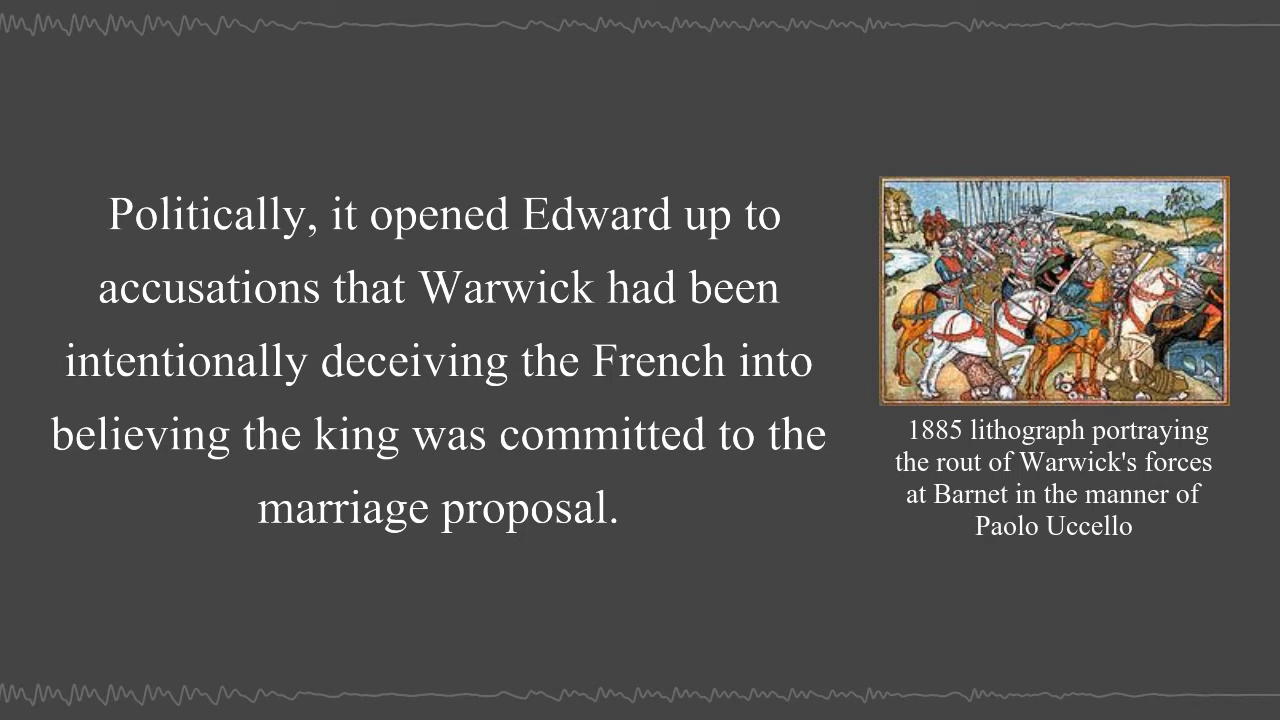 Politically, it opened Edward up to
accusations that Warwick had been
intentionally deceiving the French into
believing the king was committed to the
marriage proposal.
1885 lithograph portraying
the rout of Warwick's forces
at Barnet in the manner of
Paolo Uccello